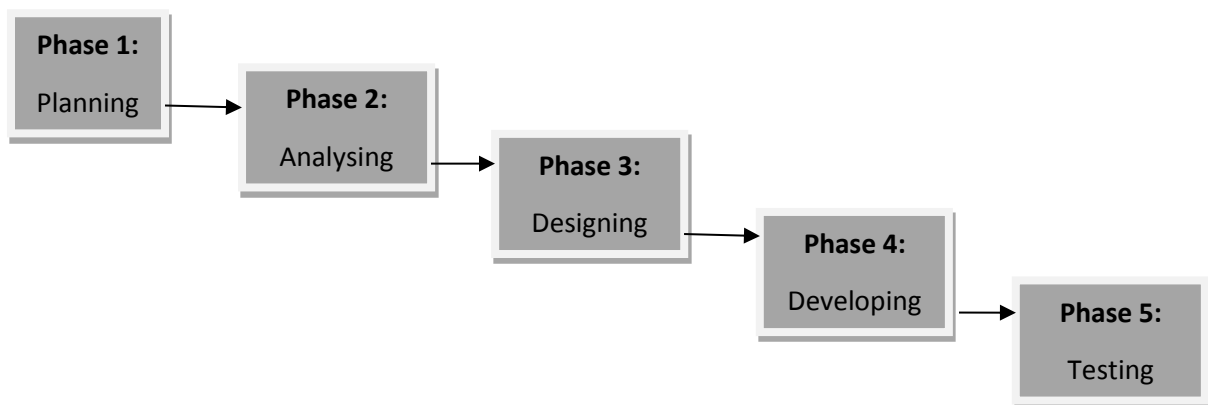 Phase 1:
Planning
Phase 2:
Analysing
Phase 3:
Designing
Phase 4:
Developing
Phase 5:
Testing